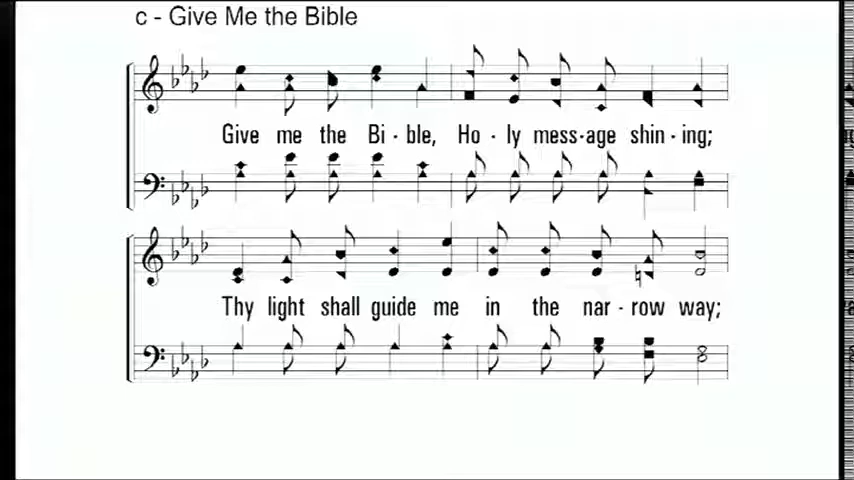 c - Give Me the Bible
Give me the Bi - ble, Ho - ly mess - age shin - ing;
Thy light shall guide me in the nar - row way;